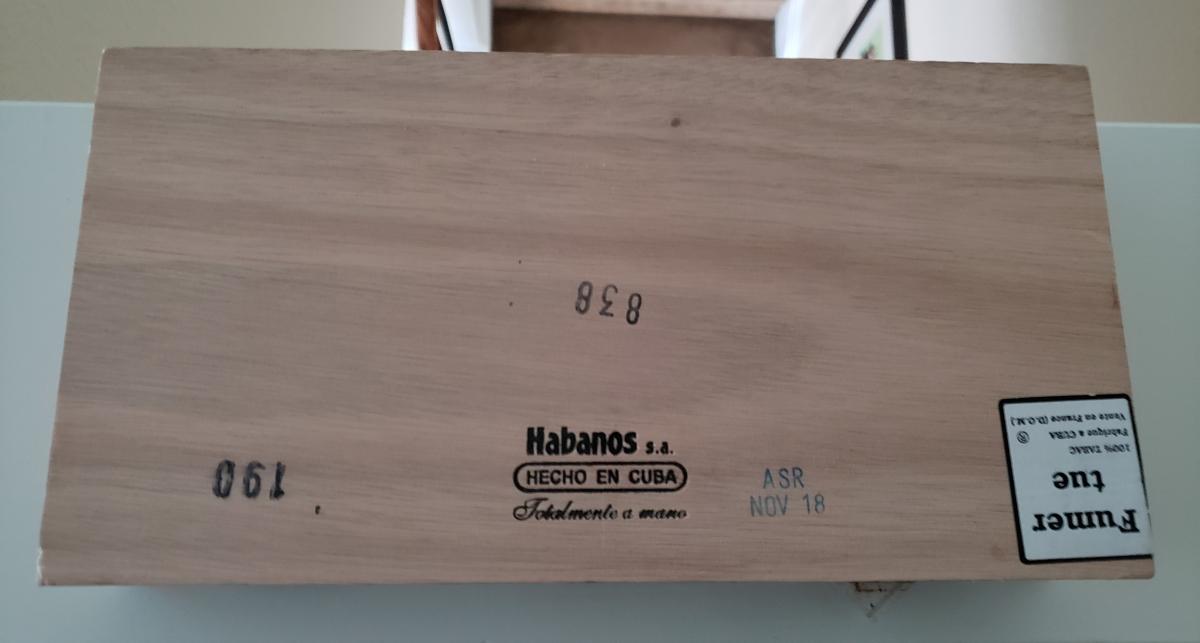 838
190
Habanos s.a.
HECHO EN CUBA
Totalmente a mano
ASR
NOV 18
Fumer
tue
100% TABAC
Fabrique a CUBA ®
Vente en France (D.O.M.)